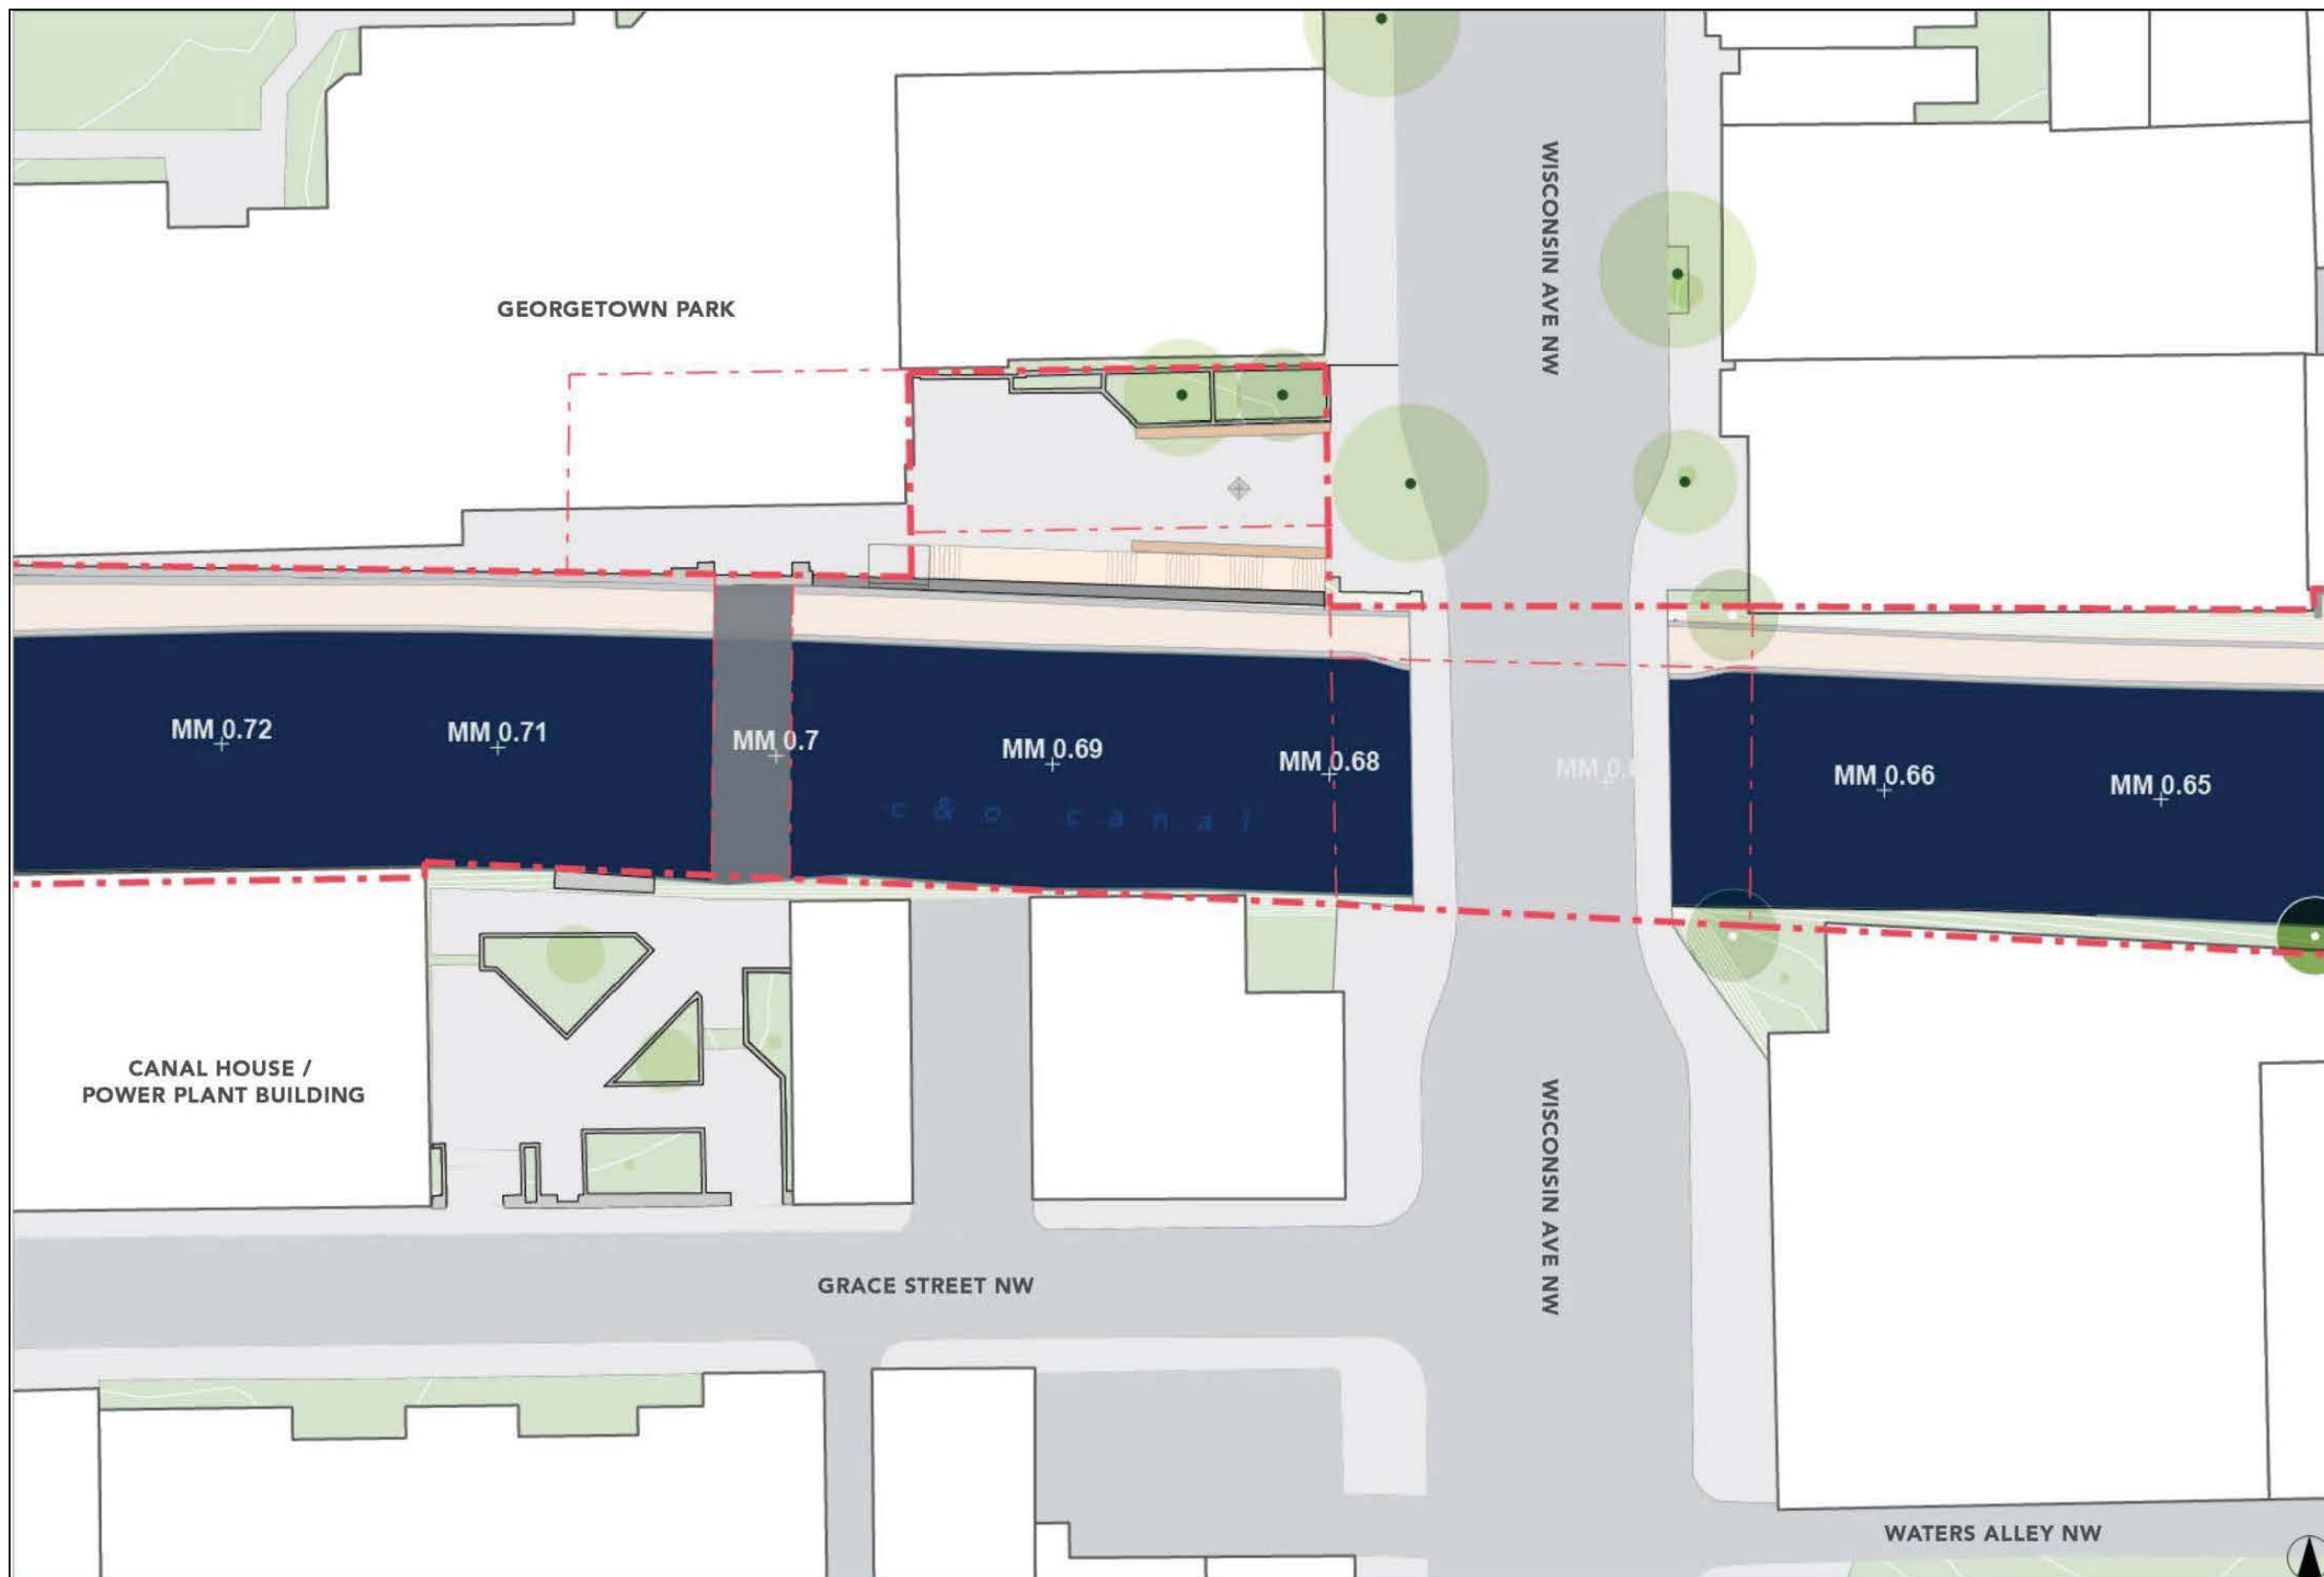 WISCONSIN AVE NW
GEORGETOWN PARK
MM 0.72
MM 0.71
MM 0.7
MM 0.69
MM 0.68
MM 0.
MM 0.66
MM 0.65
c & o canal
CANAL HOUSE /
POWER PLANT BUILDING
WISCONSIN AVE NW
GRACE STREET NW
WATERS ALLEY NW